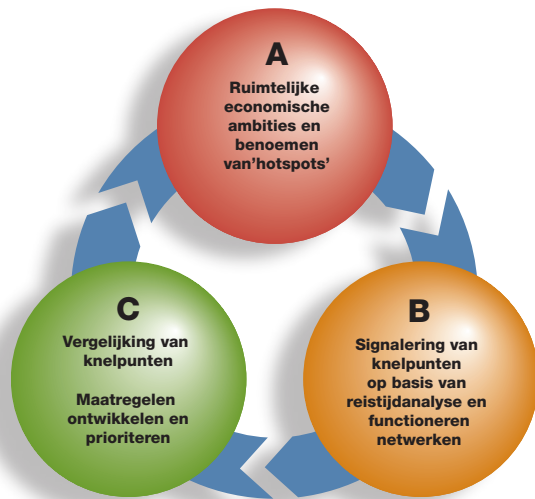 A
Ruimtelijke
economische
ambities en
benoemen
van'hotspots'
B
Signalering van
knelpunten
op basis van
reistijdanalyse en
functioneren
netwerken
C
Vergelijking van
knelpunten
Maatregelen
ontwikkelen en
prioriteren